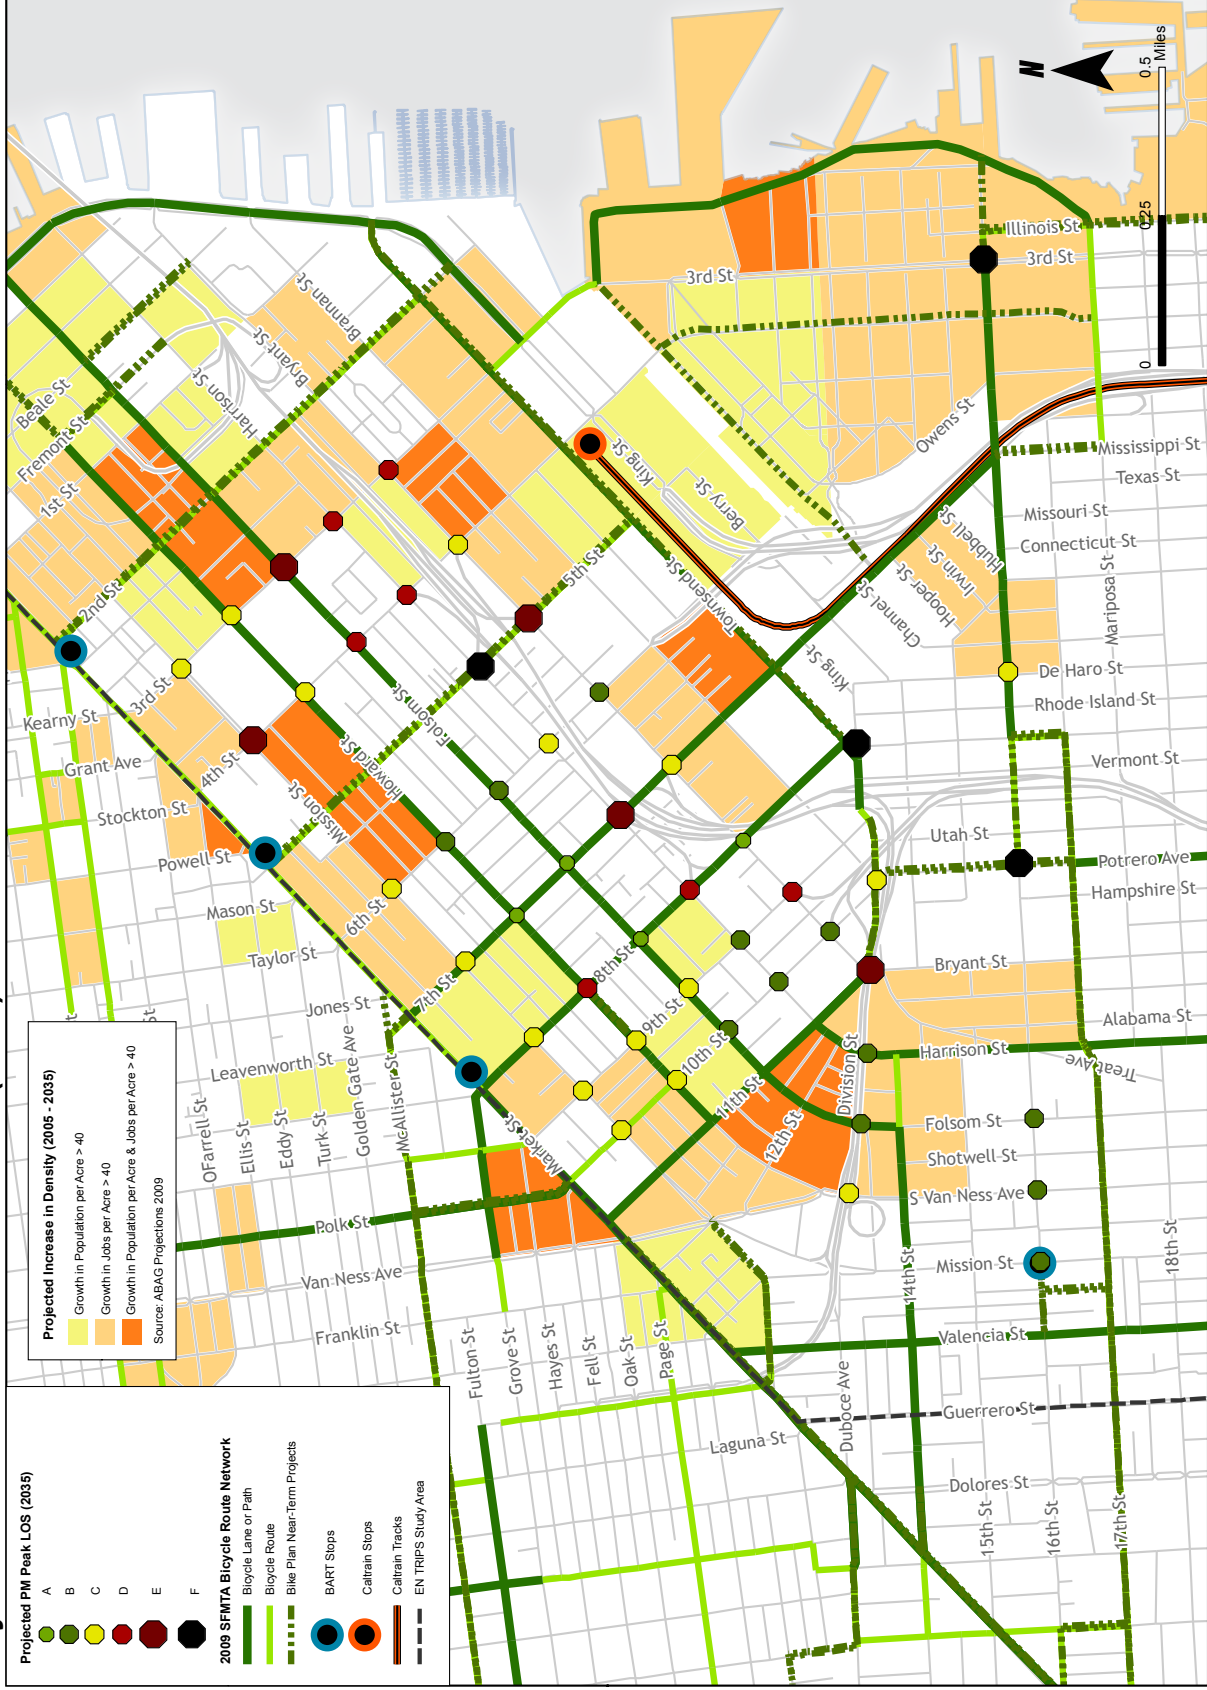 Projected PM Peak LOS (2035)
A
B
C
D
E
F
2009 SFMTA Bicycle Route Network
Bicycle Lane or Path
Bicycle Route
Bike Plan Near-Term Projects
BART Stops
Caltrain Stops
Caltrain Tracks
EN TRIPS Study Area
Projected Increase in Density (2005 - 2035)
Growth in Population per Acre > 40
Growth in Jobs per Acre > 40
Growth in Population per Acre & Jobs per Acre > 40
Source: ABAG Projections 2009
Beale St
Fremont St
1st St
Harrison St
Bryant St
Brannan St
2nd St
3rd St
Kearny St
Grant Ave
Stockton St
4th St
Powell St
Mason St
Taylor St
Jones St
Leavenworth St
Golden Gate Ave
McAllister St
OFarrell St
Ellis St
Eddy St
Turk St
Polk St
Van Ness Ave
Franklin St
Mission St
Howard St
Folsom St
5th St
6th St
7th St
8th St
9th St
10th St
11th St
12th St
Market St
Division St
King St
Berry St
Townsend St
King St
Channel St
Hooper St
Irwin St
Hubbell St
Owens St
3rd St
Illinois St
3rd St
Mississippi St
Texas St
Missouri St
Connecticut St
Mariposa St
De Haro St
Rhode Island St
Vermont St
Utah St
Potrero Ave
Hampshire St
Bryant St
Alabama St
Harrison St
Treat Ave
Folsom St
Shotwell St
S Van Ness Ave
Mission St
14th St
18th St
Valencia St
Guerrero St
Dolores St
15th St
16th St
17th St
Duboce Ave
Laguna St
Fulton St
Grove St
Hayes St
Fell St
Oak St
Page St
St
St
N
0
0.25
0.5
Miles